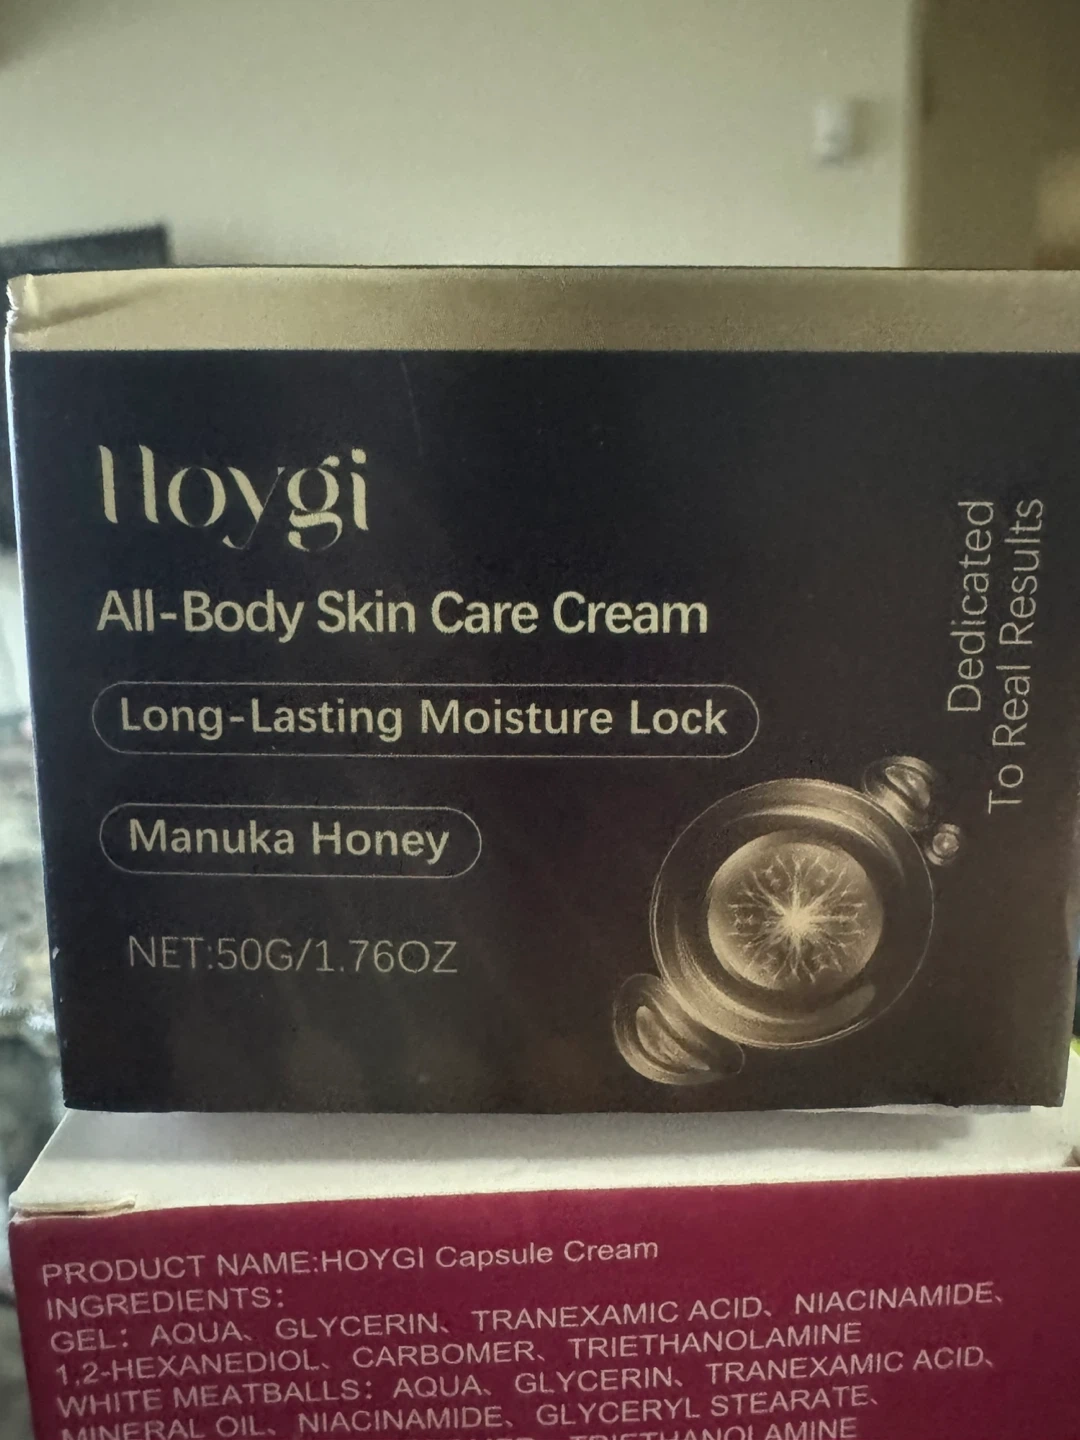 Hoygi
All-Body Skin Care Cream
Long-Lasting Moisture Lock
Manuka Honey
NET:50G/1.76OZ
Dedicated
To Real Results
PRODUCT NAME:HOYGI Capsule Cream
INGREDIENTS:
GEL: AQUA、GLYCERIN、TRANEXAMIC ACID、NIACINAMIDE、
1,2-HEXANEDIOL、CARBOMER、TRIETHANOLAMINE
WHITE MEATBALLS: AQUA、GLYCERIN、TRANEXAMIC ACID、
MINERAL OIL、NIACINAMIDE、GLYCERYL STEARATE、
TRIETHANOLAMINE